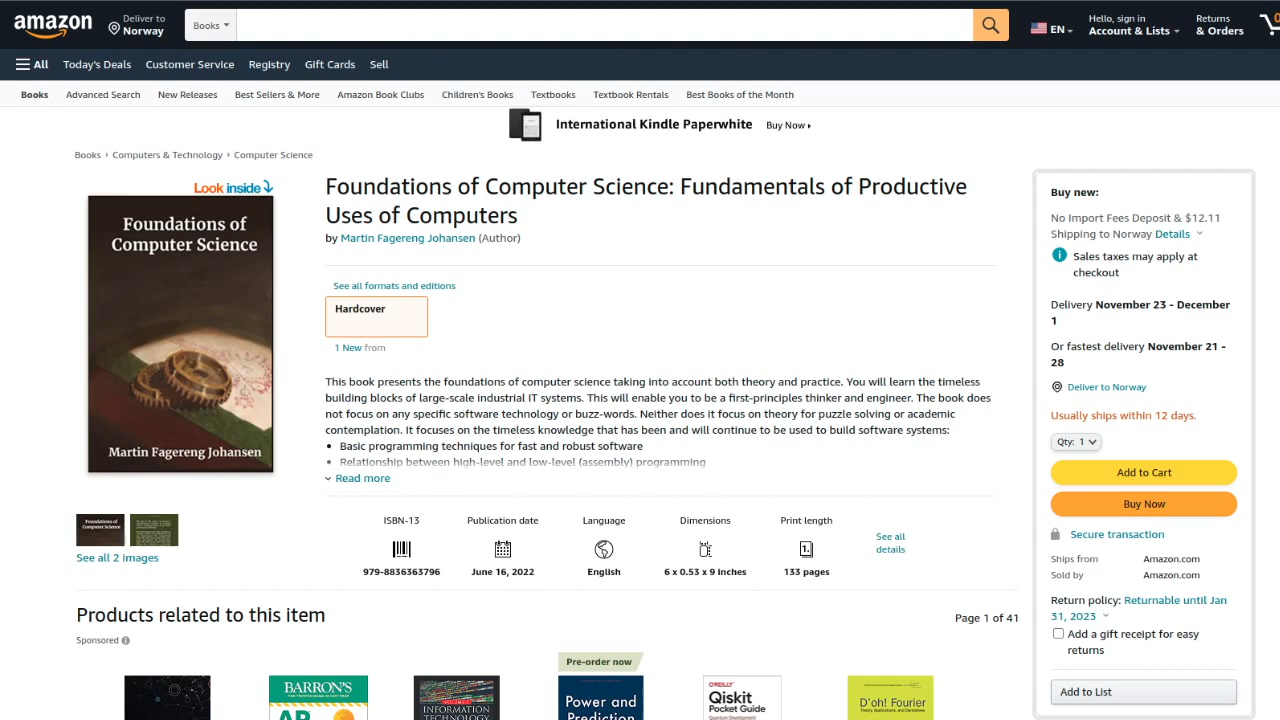 amazon
Deliver to
Norway
Books
EN
Hello, sign in
Account & Lists
Returns
& Orders
0
All
Today's Deals
Customer Service
Registry
Gift Cards
Sell
Books
Advanced Search
New Releases
Best Sellers & More
Amazon Book Clubs
Children's Books
Textbooks
Textbook Rentals
Best Books of the Month
International Kindle Paperwhite
Buy Now
Books › Computers & Technology › Computer Science
Look inside
Foundations of
Computer Science
Martin Fagereng Johansen
Foundations of
Computer Science
See all 2 images
Foundations of Computer Science: Fundamentals of Productive
Uses of Computers
by Martin Fagereng Johansen (Author)
See all formats and editions
Hardcover
1 New from
This book presents the foundations of computer science taking into account both theory and practice. You will learn the timeless
building blocks of large-scale industrial IT systems. This will enable you to be a first-principles thinker and engineer. The book does
not focus on any specific software technology or buzz-words. Neither does it focus on theory for puzzle solving or academic
contemplation. It focuses on the timeless knowledge that has been and will continue to be used to build software systems:
• Basic programming techniques for fast and robust software
• Relationship between high-level and low-level (assembly) programming
Read more
ISBN-13
979-8836363796
Publication date
June 16, 2022
Language
English
Dimensions
6 x 0.53 x 9 inches
Print length
1.
133 pages
See all
details
Buy new:
No Import Fees Deposit & $12.11
Shipping to Norway Details
Sales taxes may apply at
checkout
Delivery November 23 - December
1
Or fastest delivery November 21 -
28
Deliver to Norway
Usually ships within 12 days.
Qty: 1
Add to Cart
Buy Now
Secure transaction
Ships from Amazon.com
Sold by Amazon.com
Return policy: Returnable until Jan
31, 2023
Add a gift receipt for easy
returns
Add to List
Products related to this item
Page 1 of 41
Sponsored
Pre-order now
BARRON'S
AP
INFORMATION
TECHNOLOGY
Power and
Prediction
O'REILLY
Qiskit
Pocket Guide
D'oh! Fourier